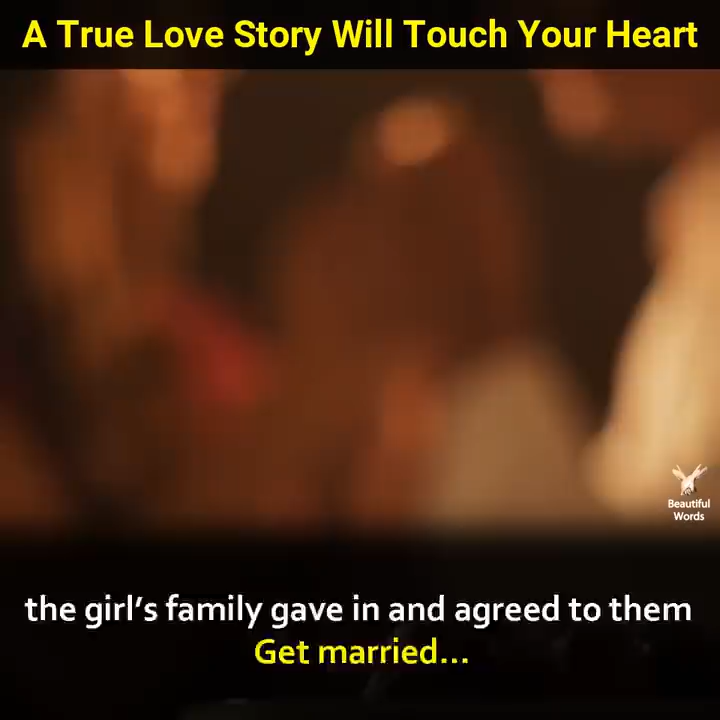 A True Love Story Will Touch Your Heart
Beautiful
Words
the girl's family gave in and agreed to them
Get married...